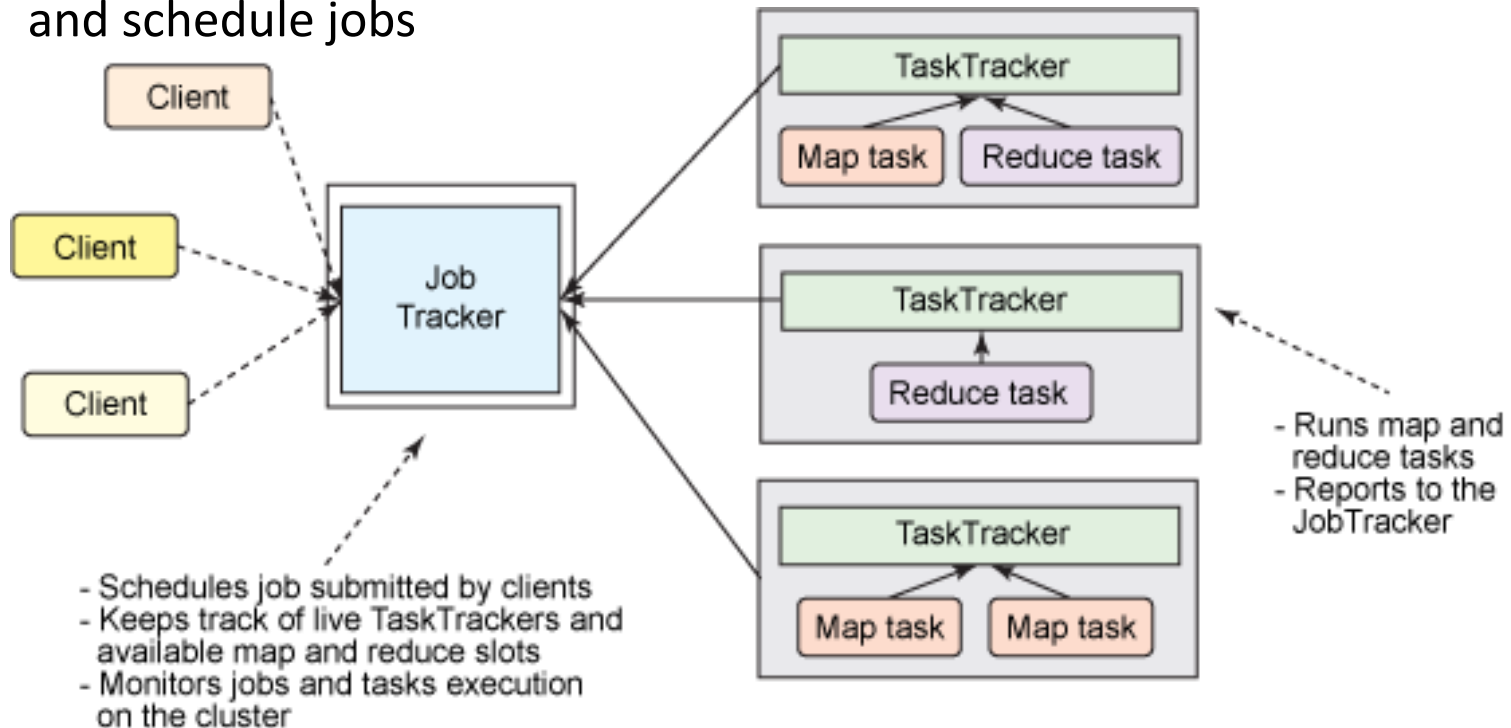 and schedule jobs
Client
Client
Client
Job
Tracker
TaskTracker
Map task
Reduce task
TaskTracker
Reduce task
TaskTracker
Map task
Map task
- Schedules job submitted by clients
- Keeps track of live TaskTrackers and
available map and reduce slots
- Monitors jobs and tasks execution
on the cluster
- Runs map and
reduce tasks
- Reports to the
JobTracker